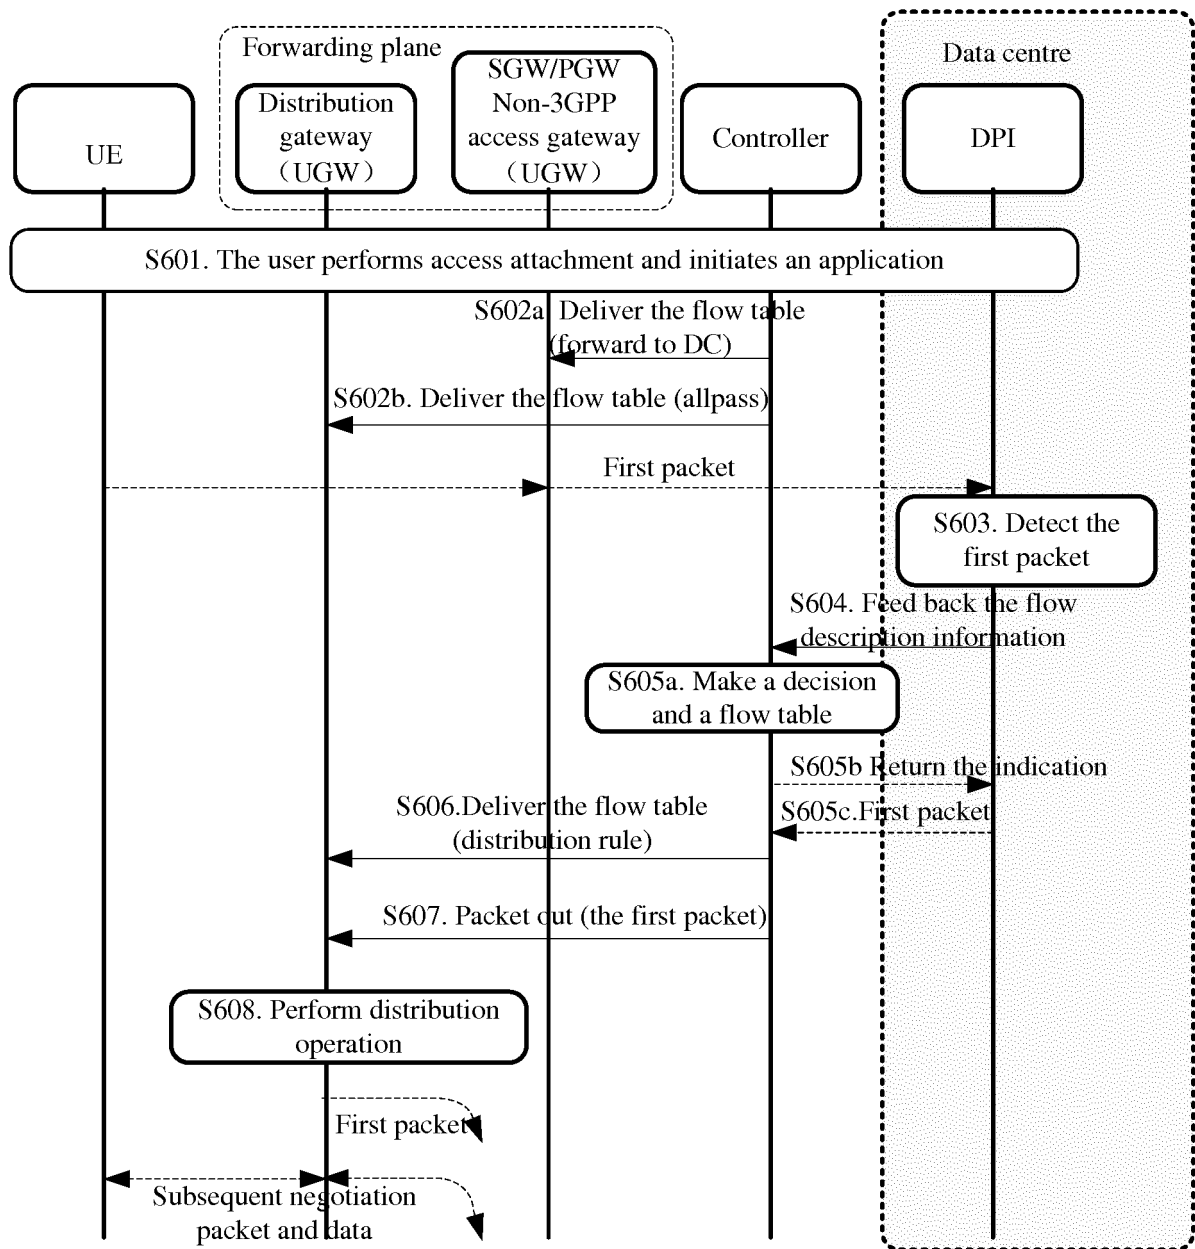 Forwarding plane
Data centre
UE
Distribution
gateway
（UGW）
SGW/PGW
Non-3GPP
access gateway
（UGW）
Controller
DPI
S601. The user performs access attachment and initiates an application
S602a. Deliver the flow table
(forward to DC)
S602b. Deliver the flow table (allpass)
First packet
S603. Detect the
first packet
S604. Feed back the flow
description information
S605a. Make a decision
and a flow table
S605b Return the indication
S605c.First packet
S606.Deliver the flow table
(distribution rule)
S607. Packet out (the first packet)
S608. Perform distribution
operation
First packet
Subsequent negotiation
packet and data